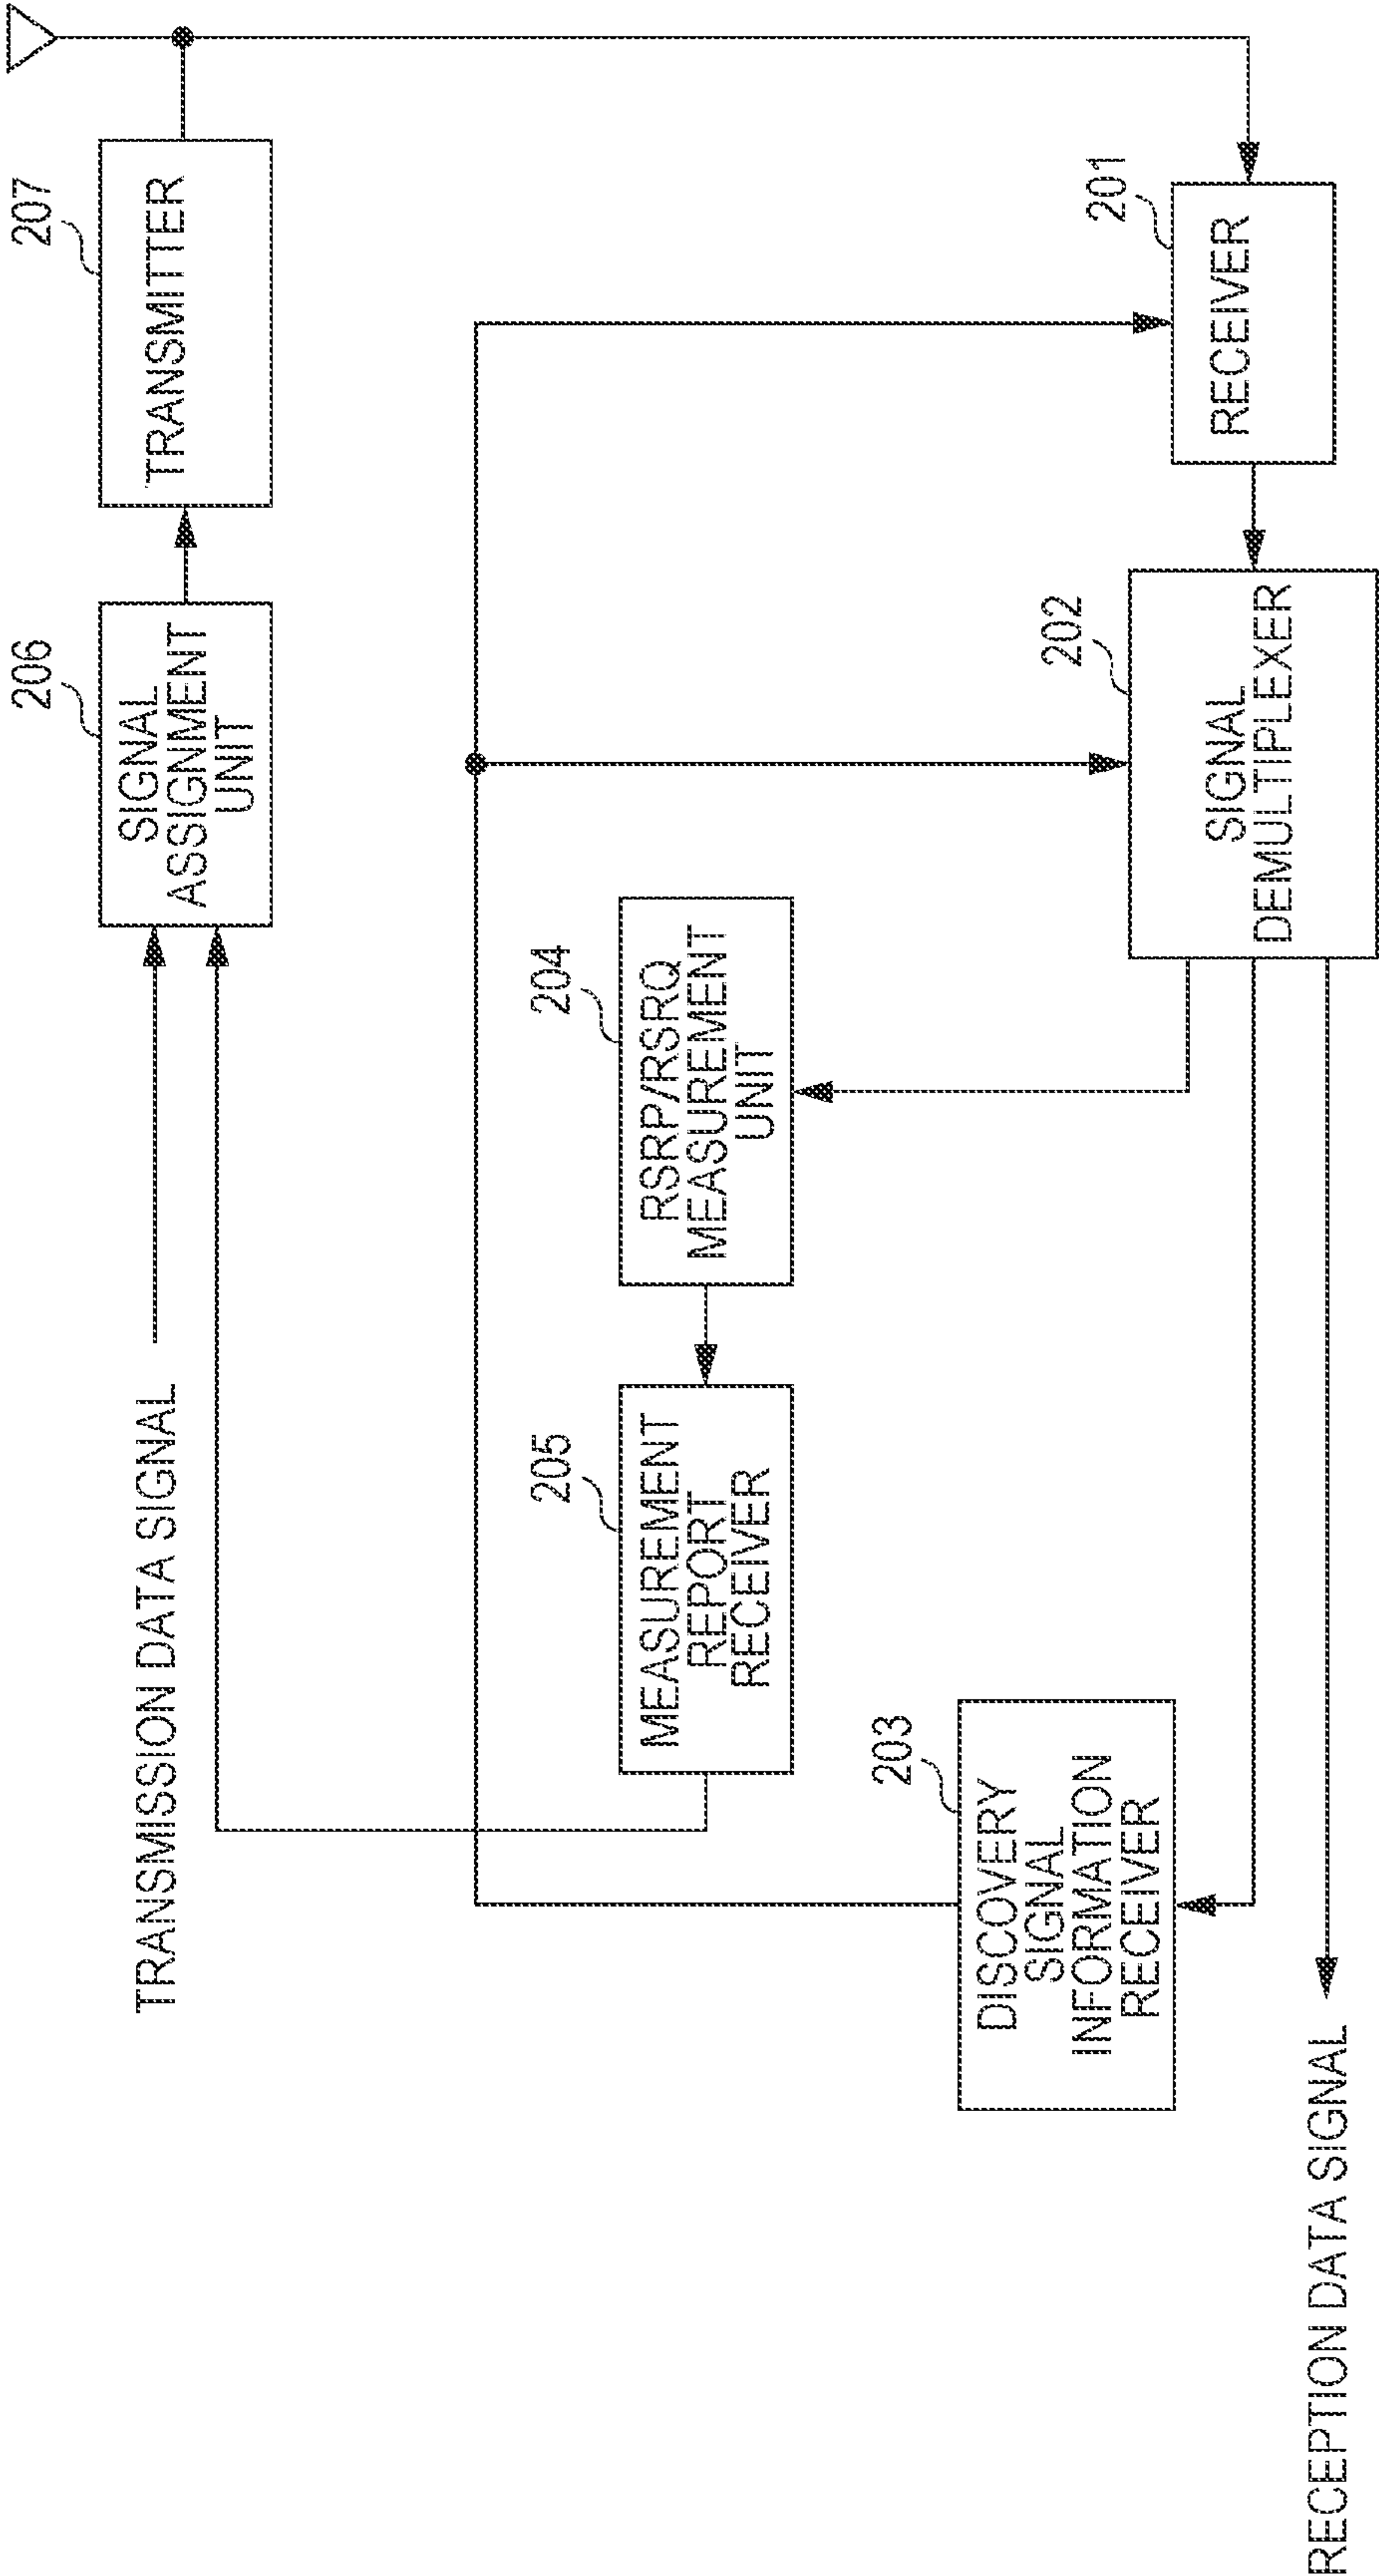 TRANSMISSION DATA SIGNAL
206
SIGNAL
ASSIGNMENT
UNIT
207
TRANSMITTER
205
MEASUREMENT
REPORT
RECEIVER
204
RSRP/RSRQ
MEASUREMENT
UNIT
203
DISCOVERY
SIGNAL
INFORMATION
RECEIVER
202
SIGNAL
DEMULTIPLEXER
201
RECEIVER
RECEPTION DATA SIGNAL